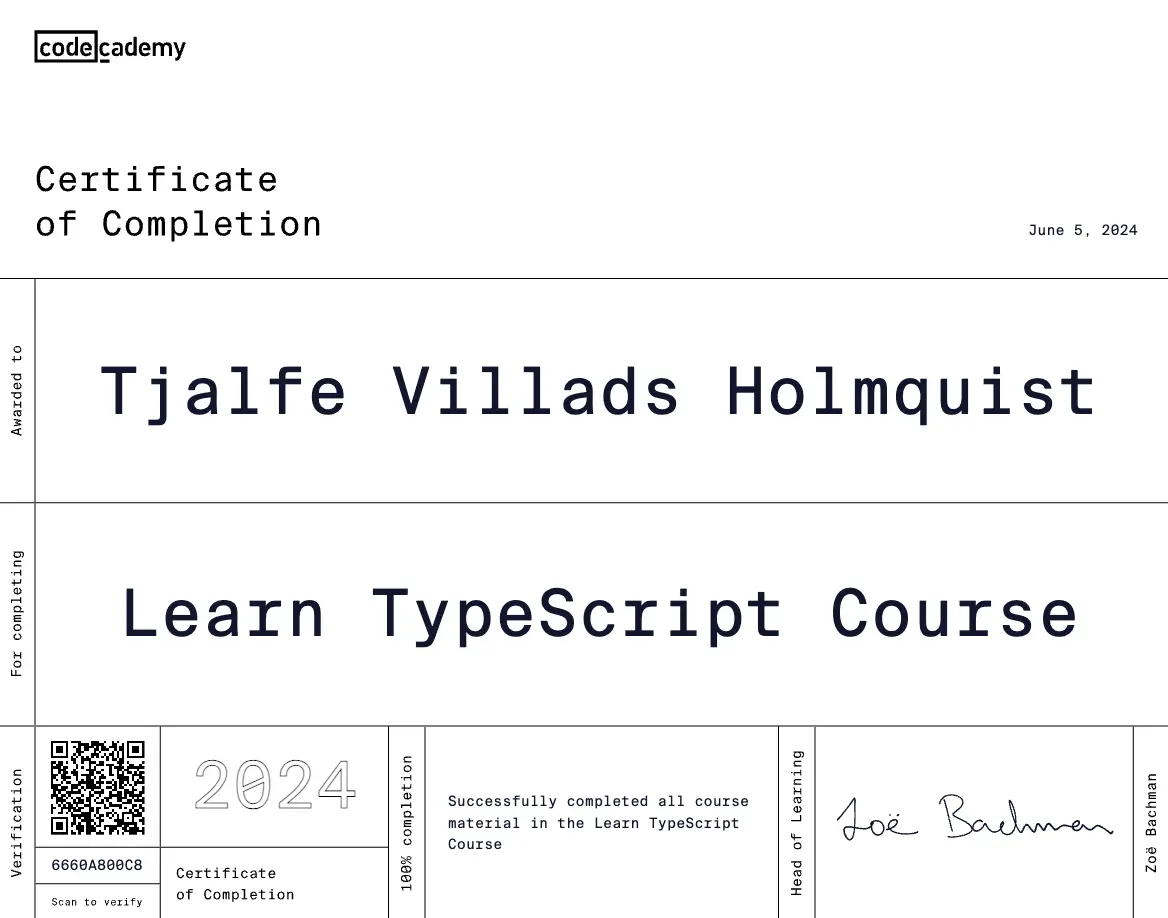 codecademy
Certificate
of Completion
June 5, 2024
Awarded to
Tjalfe Villads Holmquist
For completing
Learn TypeScript Course
Verification
6660A800C8
Scan to verify
2024
Certificate
of Completion
100% completion
Successfully completed all course
material in the Learn TypeScript
Course
Head of Learning
Zoë Bachman
Zoë Bachman